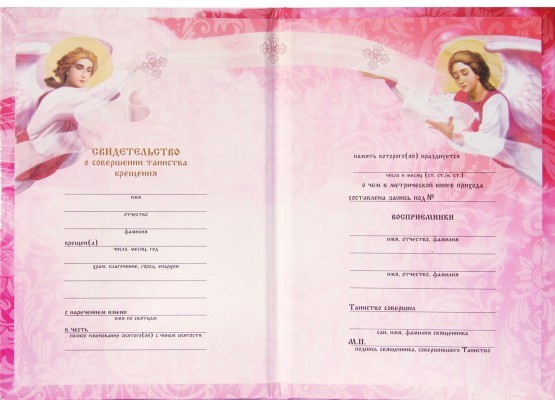 Свидетельство
о совершении таинства
крещения
имя
отчество
фамилия
крещен(а)
число, месяц, год
храм, благочиние, город, епархия
с наречением имени
имя по святцам
в честь
полное именование святого(ой) с чином святости
память которого(ой) празднуется
число и месяц (ст. ст./н. ст.)
о чем в метрической книге прихода
составлена запись под №
ВОСПРИЕМНИКИ
имя, отчество, фамилия
имя, отчество, фамилия
Таинство совершил
сан, имя, фамилия священника
М.П.
подпись священника, совершившего Таинство